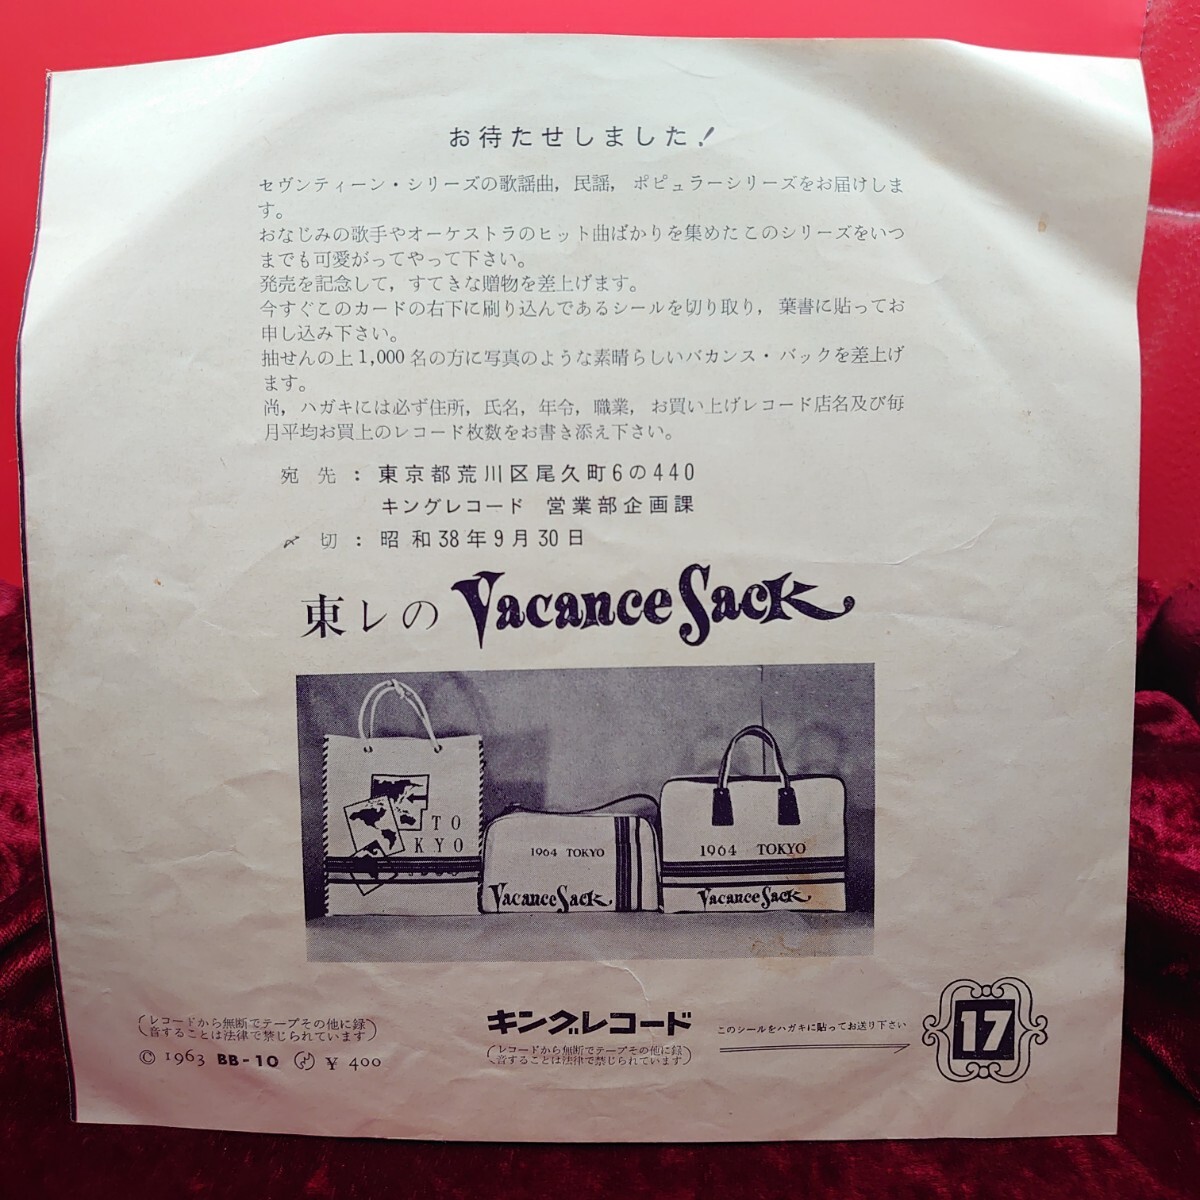 お待たせしました!
セヴンティーン・シリーズの歌謡曲，民謡，ポピュラーシリーズをお届けしま
す。
おなじみの歌手やオーケストラのヒット曲ばかりを集めたこのシリーズをいつ
までも可愛がってやって下さい。
発売を記念して，すてきな贈物を差上げます。
今すぐこのカードの右下に刷り込んであるシールを切り取り，葉書に貼ってお
申し込み下さい。
抽せんの上1,000名の方に写真のような素晴らしいバカンス・バックを差上げ
ます。
尚，ハガキには必ず住所，氏名，年令，職業，お買い上げレコード店名及び毎
月平均お買上のレコード枚数をお書き添え下さい。
宛先：東京都荒川区尾久町6の440
キングレコード 営業部企画課
〆切：昭和38年9月30日
東レの Vacance Sack
TO
KYO
1964 TOKYO
Vacance Sack
1964 TOKYO
Vacance Sack
(レコードから無断でテープその他に録
音することは法律で禁じられています)
© 1963 BB-10 ¥ 400
キングレコード
(レコードから無断でテープその他に録
音することは法律で禁じられています)
このシールをハガキに貼ってお送り下さい
17